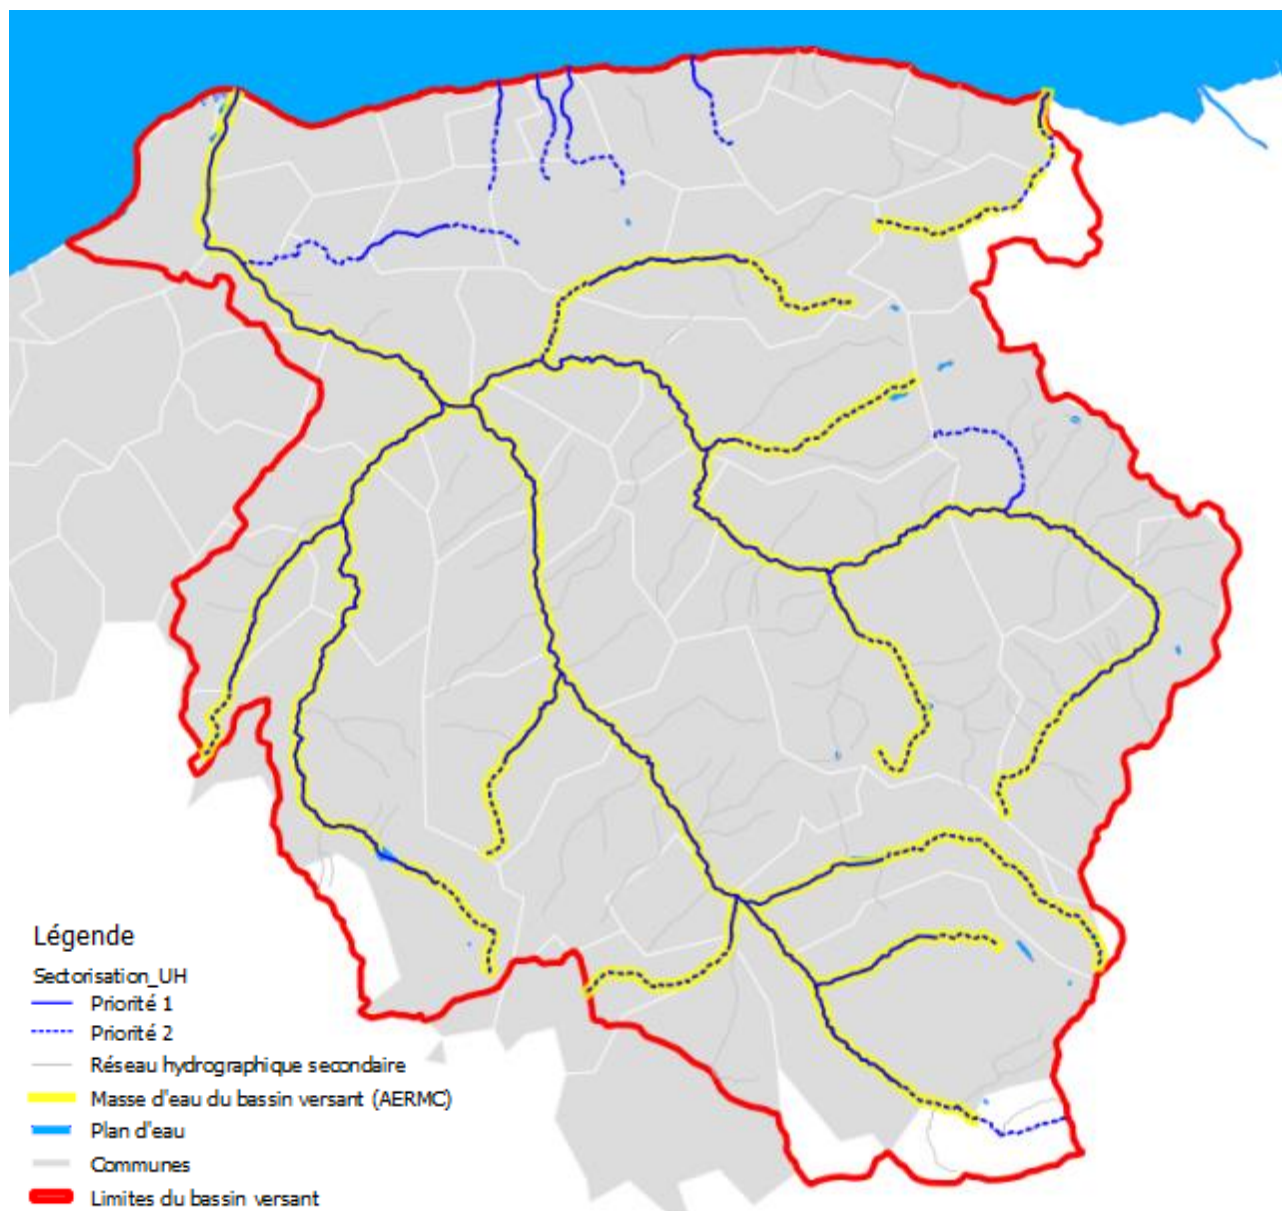 Légende
Sectorisation_UH
Priorité 1
Priorité 2
Réseau hydrographique secondaire
Masse d'eau du bassin versant (AERMC)
Plan d'eau
Communes
Limites du bassin versant